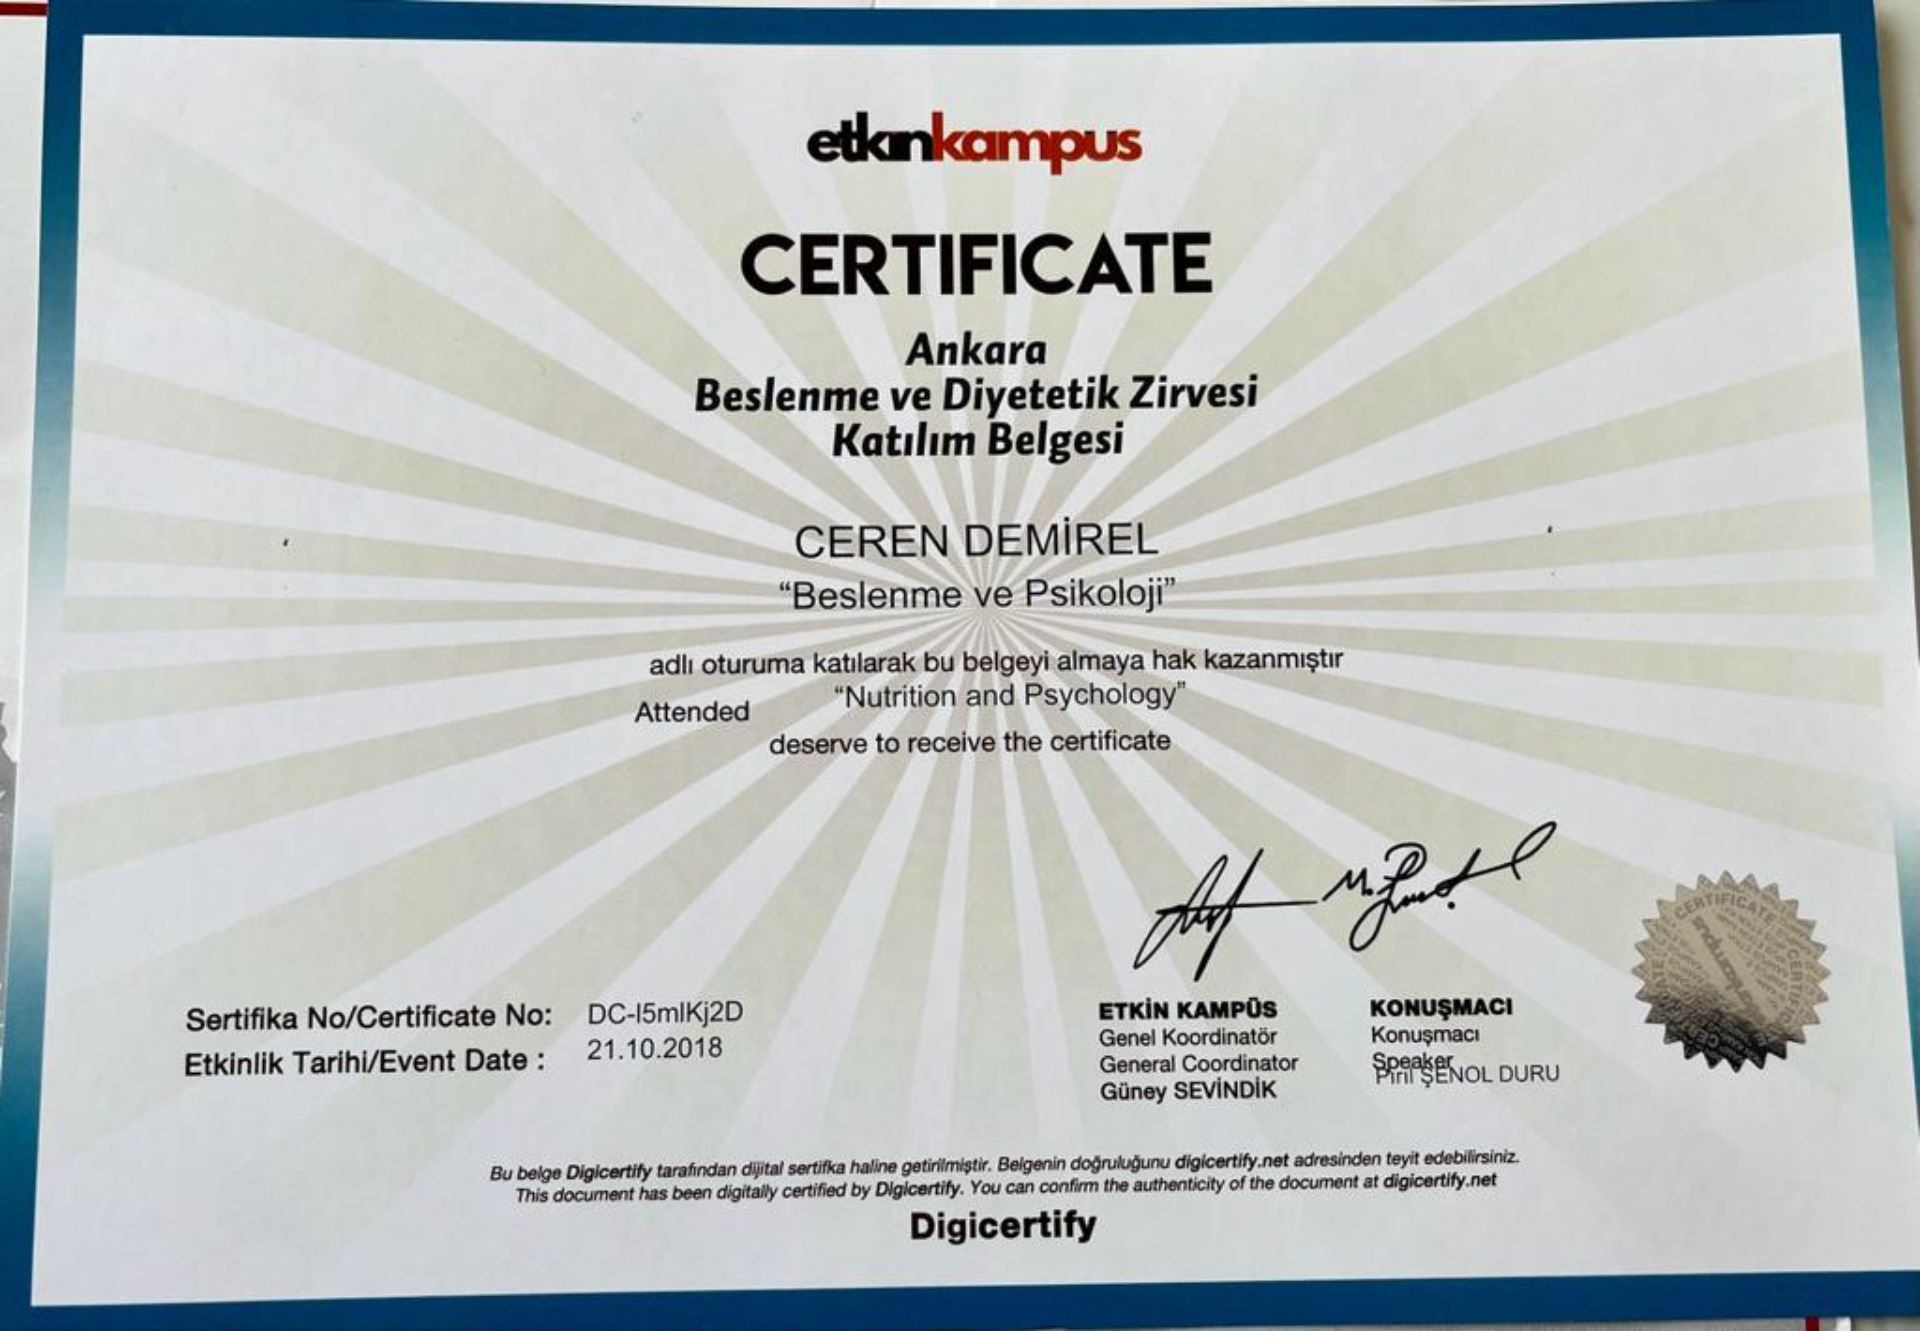 etkinkampus
CERTIFICATE
Ankara
Beslenme ve Diyetetik Zirvesi
Katılım Belgesi
CEREN DEMİREL
“Beslenme ve Psikoloji”
adlı oturuma katılarak bu belgeyi almaya hak kazanmıştır
Attended “Nutrition and Psychology”
deserve to receive the certificate
Sertifika No/Certificate No: DC-I5mlKj2D
Etkinlik Tarihi/Event Date : 21.10.2018
ETKİN KAMPÜS
Genel Koordinatör
General Coordinator
Güney SEVİNDİK
KONUŞMACI
Konuşmacı
Speaker
Piril ŞENOL DURU
CERTIFICATE
Bu belge Digicertify tarafından dijital sertifka haline getirilmiştir. Belgenin doğruluğunu digicertify.net adresinden teyit edebilirsiniz.
This document has been digitally certified by Digicertify. You can confirm the authenticity of the document at digicertify.net
Digicertify